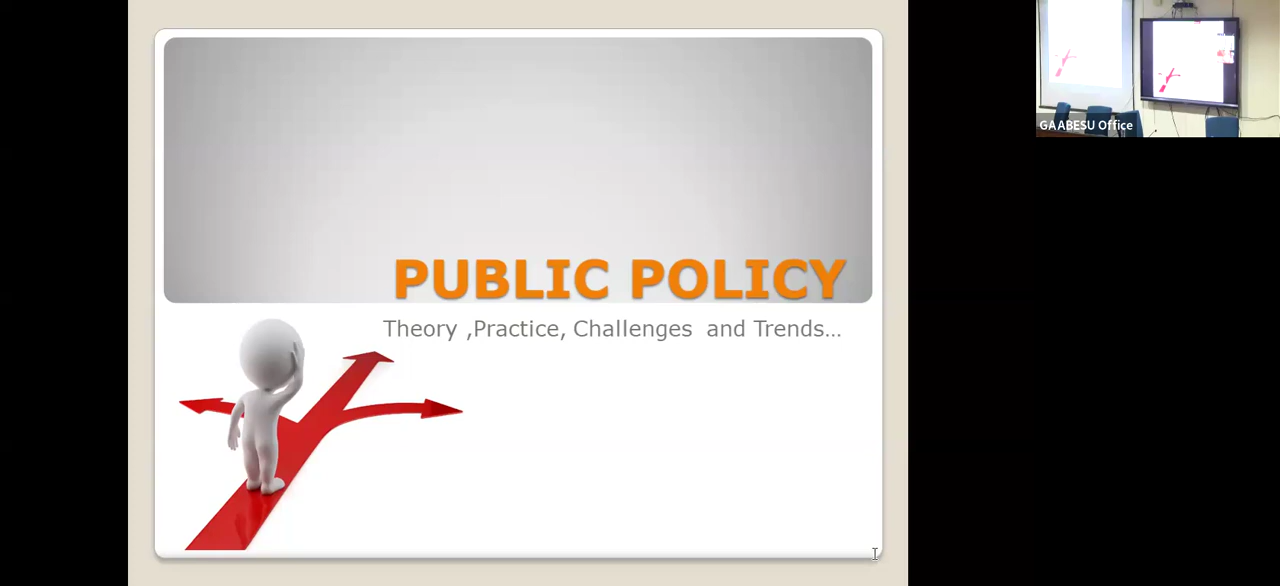 PUBLIC POLICY
Theory ,Practice, Challenges  and Trends...
GAABESU Office